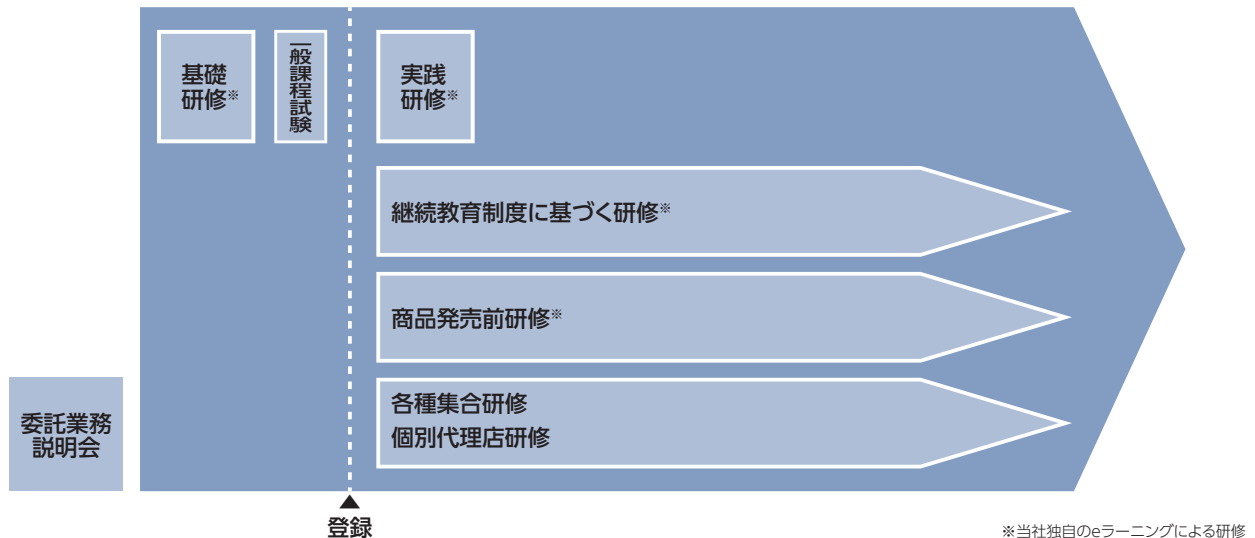 基礎
研修※
一般課程試験
実践
研修※
継続教育制度に基づく研修※
商品発売前研修※
各種集合研修
個別代理店研修
委託業務
説明会
登録
※当社独自のeラーニングによる研修